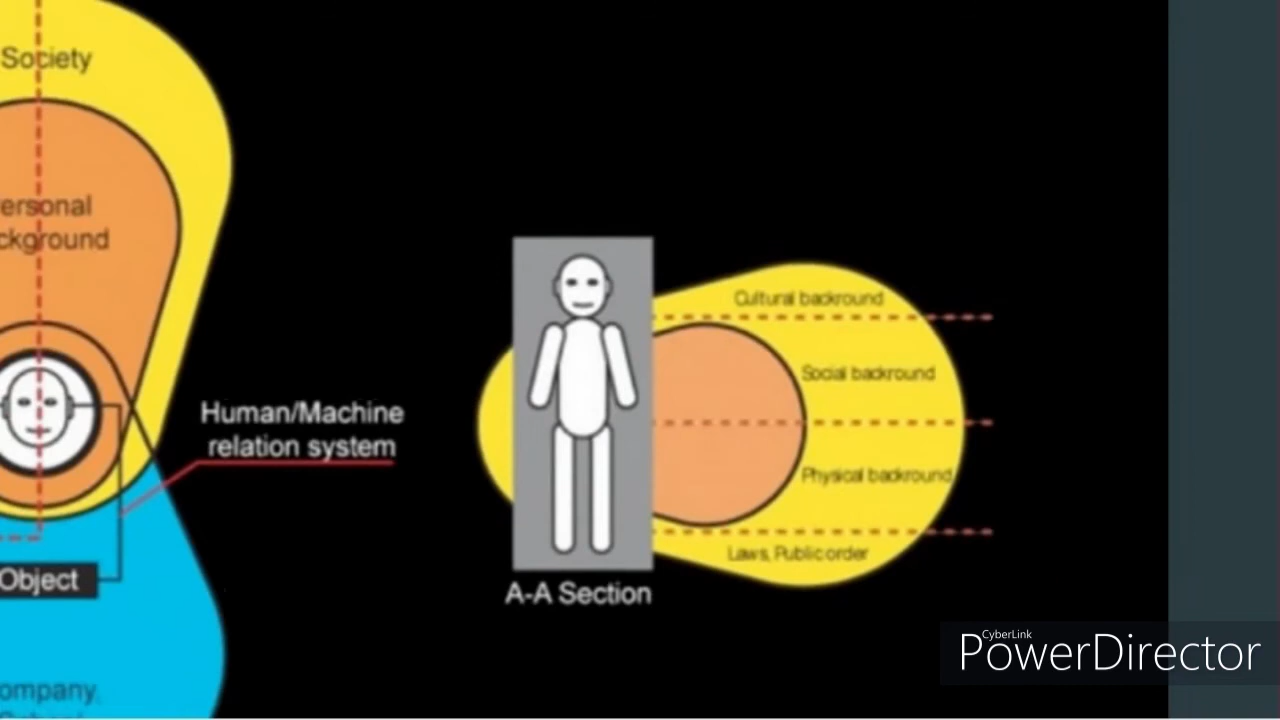 Society
ersonal
ckground
Human/Machine
relation system
Object
ompany,
Cultural backround
Social backround
Physical backround
Laws, Public order
A-A Section
CyberLink
PowerDirector